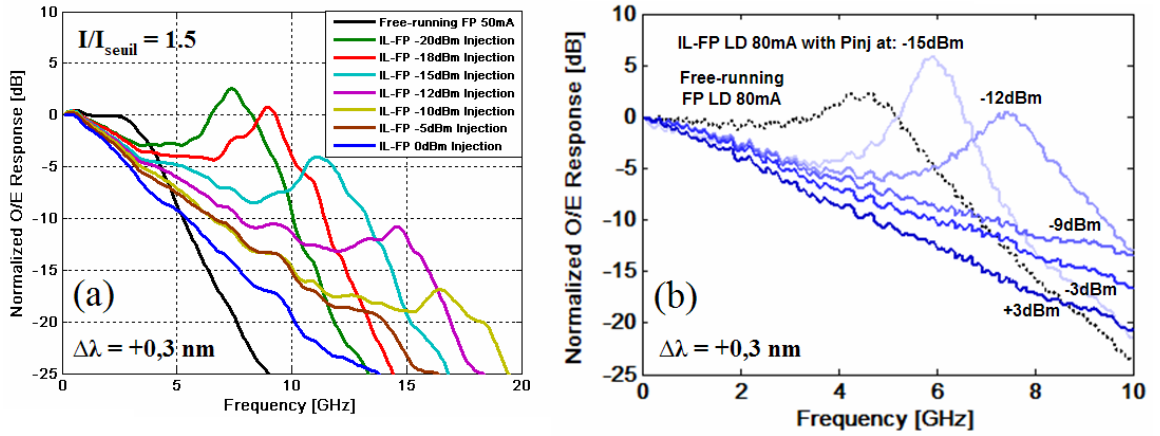 I/I_seuil = 1.5
Free-running FP 50mA
IL-FP -20dBm Injection
IL-FP -18dBm Injection
IL-FP -15dBm Injection
IL-FP -12dBm Injection
IL-FP -10dBm Injection
IL-FP -5dBm Injection
IL-FP 0dBm Injection
Normalized O/E Response [dB]
10
5
0
-5
-10
-15
-20
-25
(a)
Δλ = +0,3 nm
0
5
10
15
20
Frequency [GHz]
(b)
IL-FP LD 80mA with Pinj at: -15dBm
Free-running
FP LD 80mA
-12dBm
-9dBm
-3dBm
+3dBm
Normalized O/E Response [dB]
10
5
0
-5
-10
-15
-20
-25
Δλ = +0,3 nm
0
2
4
6
8
10
Frequency [GHz]